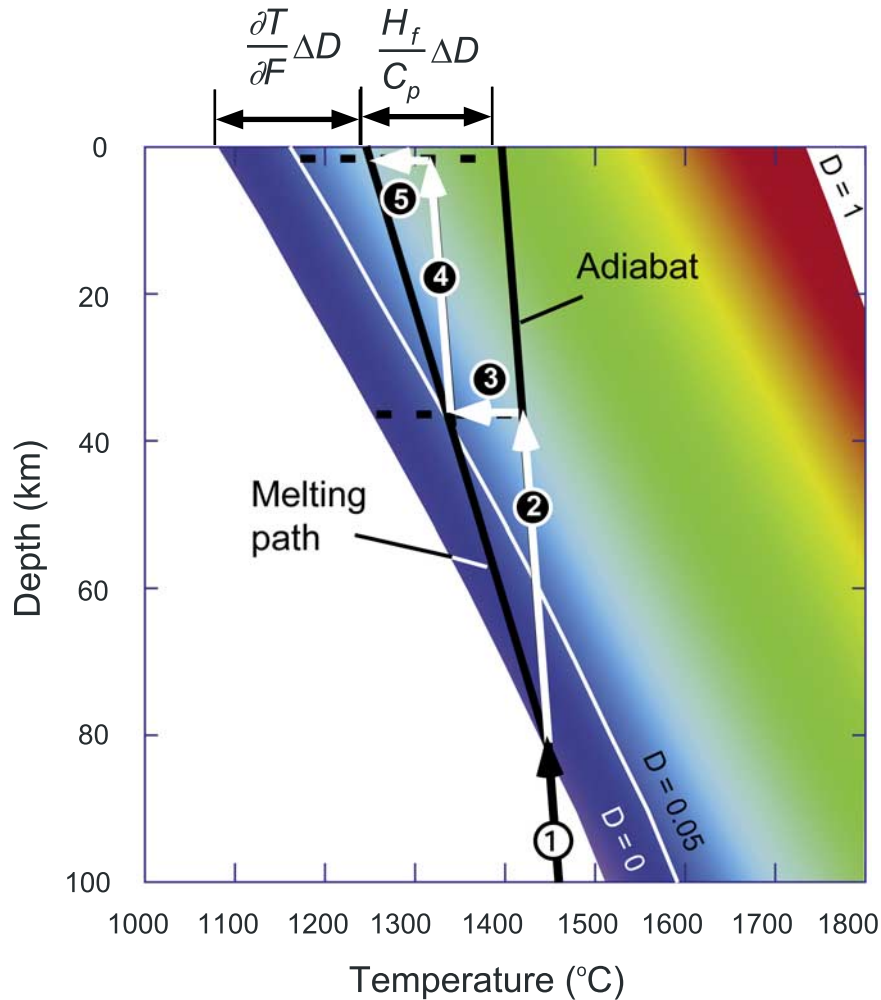 ∂T/∂F ΔD
H_f/C_p ΔD
0
20
40
60
80
100
Depth (km)
D = 1
Adiabat
5
4
3
2
1
Melting
path
D = 0.05
D = 0
1000
1100
1200
1300
1400
1500
1600
1700
1800
Temperature (°C)